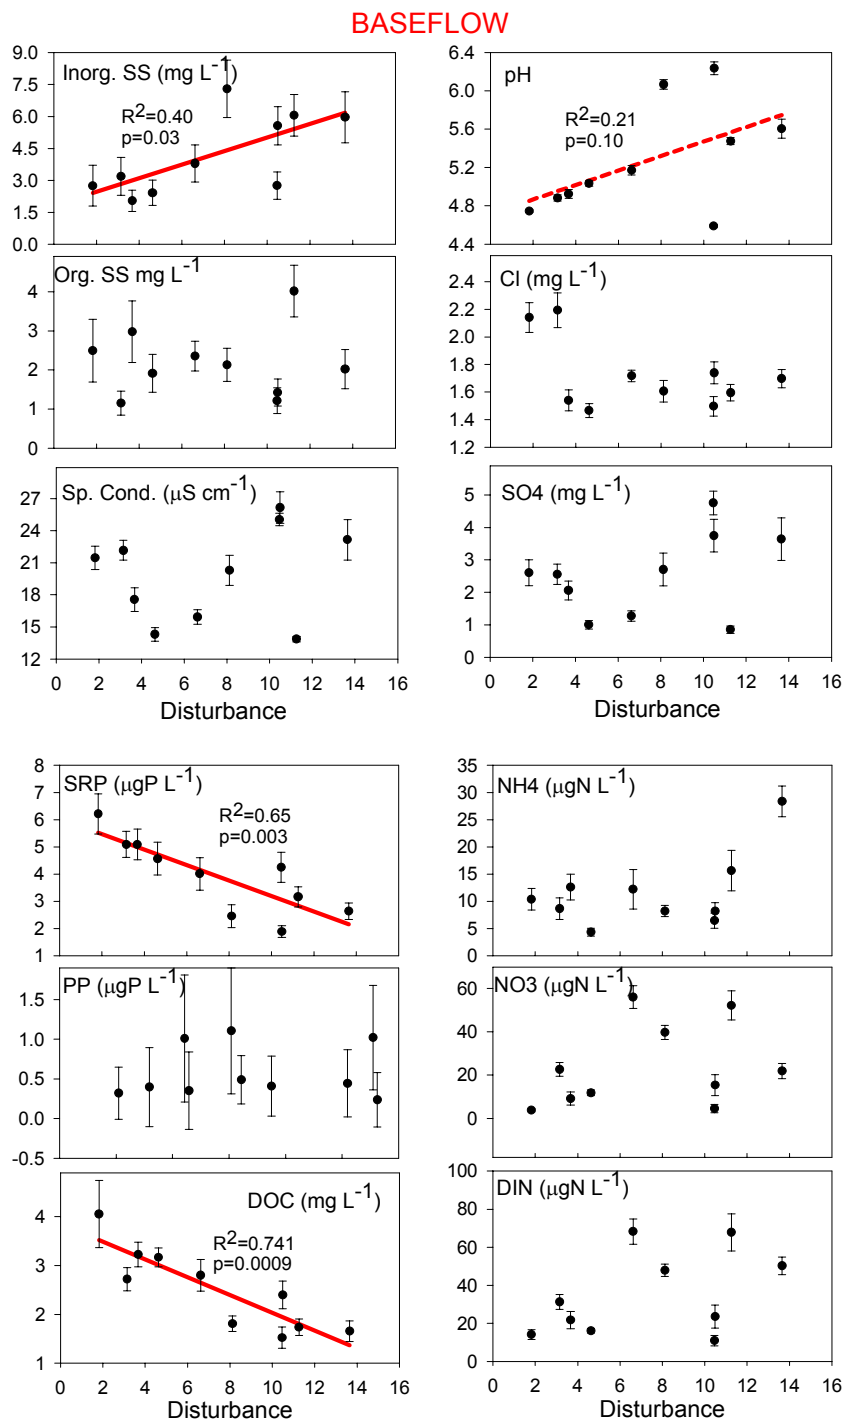 BASEFLOW
Inorg. SS (mg L⁻¹)
R²=0.40
p=0.03
9.0
7.5
6.0
4.5
3.0
1.5
0.0
pH
R²=0.21
p=0.10
6.4
6.0
5.6
5.2
4.8
4.4
Org. SS mg L⁻¹
4
3
2
1
0
Cl (mg L⁻¹)
2.2
2.0
1.8
1.6
1.4
1.2
Sp. Cond. (µS cm⁻¹)
27
24
21
18
15
12
0 2 4 6 8 10 12 14 16
Disturbance
SO4 (mg L⁻¹)
5
4
3
2
1
0
0 2 4 6 8 10 12 14 16
Disturbance
SRP (µgP L⁻¹)
R²=0.65
p=0.003
8
7
6
5
4
3
2
1
NH4 (µgN L⁻¹)
35
30
25
20
15
10
5
0
PP (µgP L⁻¹)
1.5
1.0
0.5
0.0
-0.5
NO3 (µgN L⁻¹)
60
40
20
0
DOC (mg L⁻¹)
R²=0.741
p=0.0009
4
3
2
1
0 2 4 6 8 10 12 14 16
Disturbance
DIN (µgN L⁻¹)
100
80
60
40
20
0
0 2 4 6 8 10 12 14 16
Disturbance